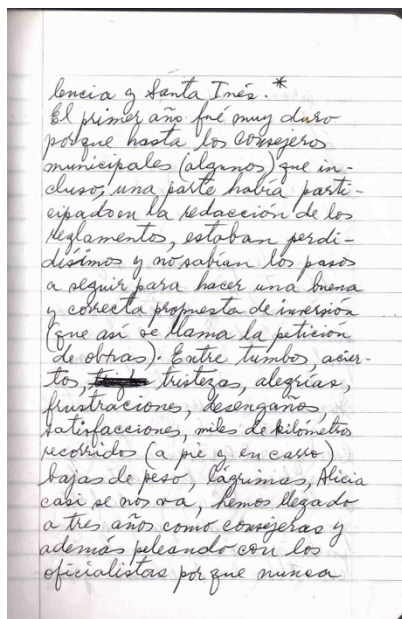 lencia y Santa Inés.*
El primer año fué muy duro
porque hasta los consejeros
municipales (algunos) que in-
cluso, una parte había parti-
cipado en la redacción de los
reglamentos, estaban perdi-
dísimos y no sabían los pasos
a seguir para hacer una buena
y correcta propuesta de inversión
(que así se llama la petición
de obras). Entre tumbos acier-
tos, tristezas, alegrías,
frustraciones, desengaños,
satisfacciones, miles de kilómetros
recorridos (a pie y en carro)
bajas de peso, lágrimas, Alicia
casi se nos va, hemos llegado
a tres años como consejeras y
además peleando con los
oficialistas porque nunca